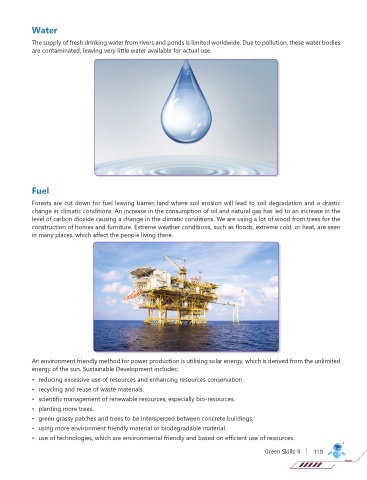 Water
The supply of fresh drinking water from rivers and ponds is limited worldwide. Due to pollution, these water bodies
are contaminated, leaving very little water available for actual use.
Fuel
Forests are cut down for fuel leaving barren land where soil erosion will lead to soil degradation and a drastic
change in climatic conditions. An increase in the consumption of oil and natural gas has led to an increase in the
level of carbon dioxide causing a change in the climatic conditions. We are using a lot of wood from trees for the
construction of homes and furniture. Extreme weather conditions, such as floods, extreme cold, or heat, are seen
in many places, which affect the people living there.
An environment friendly method for power production is utilising solar energy, which is derived from the unlimited
energy of the sun. Sustainable Development includes:
• reducing excessive use of resources and enhancing resources conservation.
• recycling and reuse of waste materials.
• scientific management of renewable resources, especially bio-resources.
• planting more trees.
• green grassy patches and trees to be interspersed between concrete buildings.
• using more environment friendly material or biodegradable material.
• use of technologies, which are environmental friendly and based on efficient use of resources.
Green Skills-II | 119